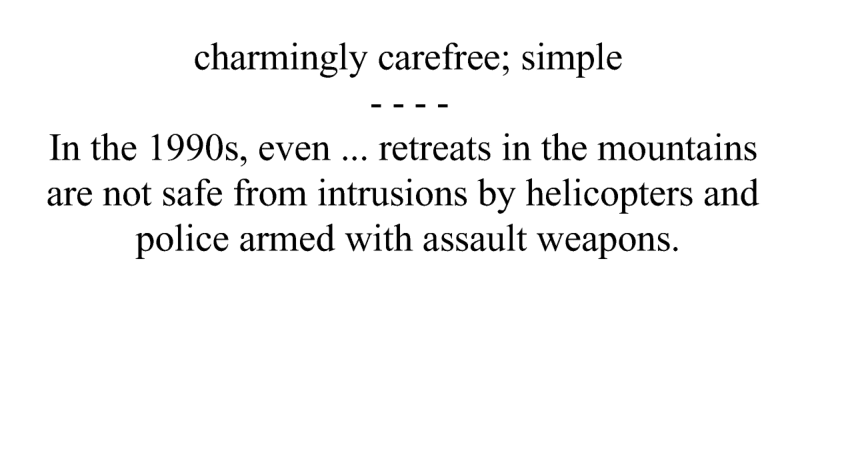 charmingly carefree; simple
- - - -
In the 1990s, even ... retreats in the mountains
are not safe from intrusions by helicopters and
police armed with assault weapons.